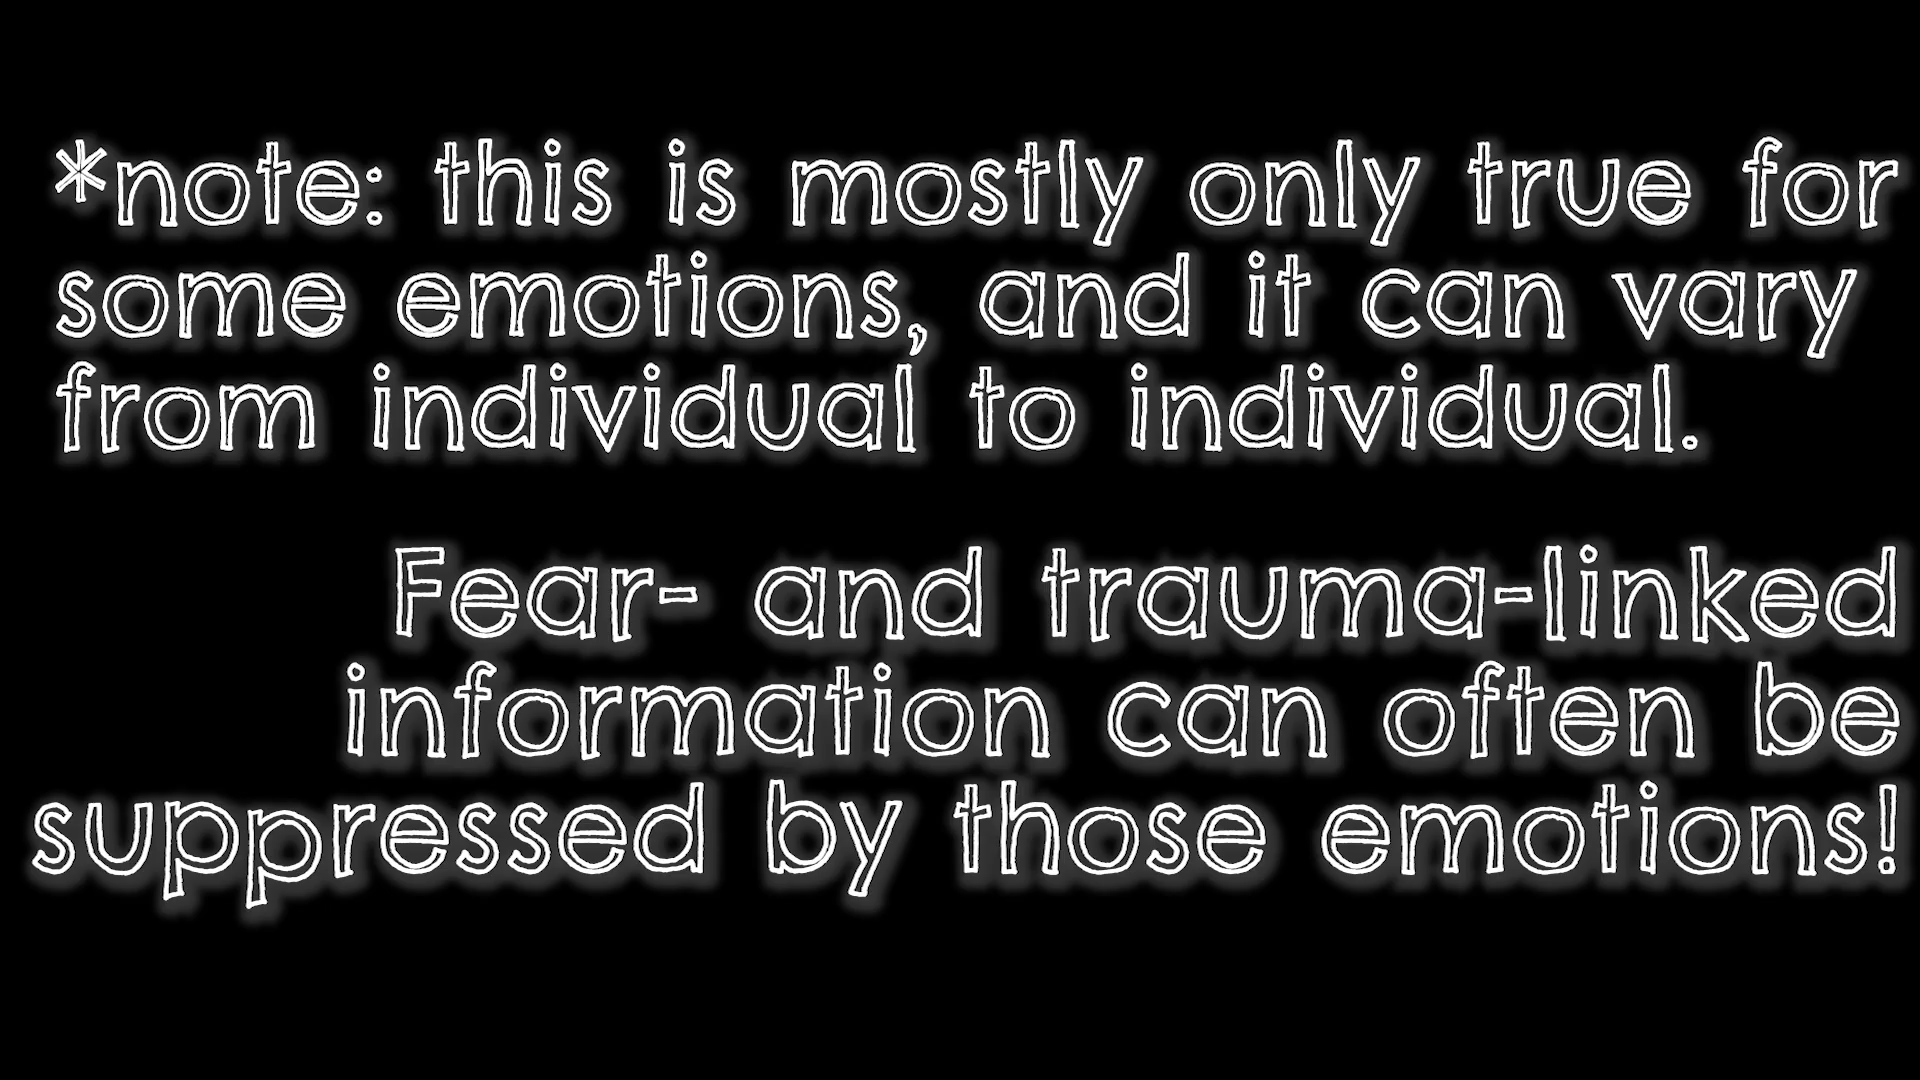 *note: this is mostly only true for
some emotions, and it can vary
from individual to individual.
Fear- and trauma-linked
information can often be
suppressed by those emotions!